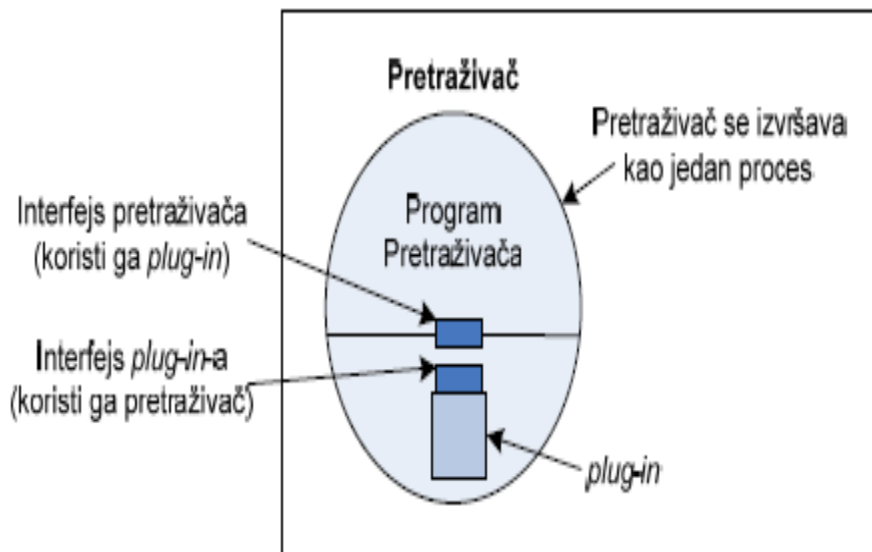 Pretraživač
Pretraživač se izvršava
kao jedan proces
Program
Pretraživača
Interfejs pretraživača
(koristi ga plug-in)
Interfejs plug-in-a
(koristi ga pretraživač)
plug-in